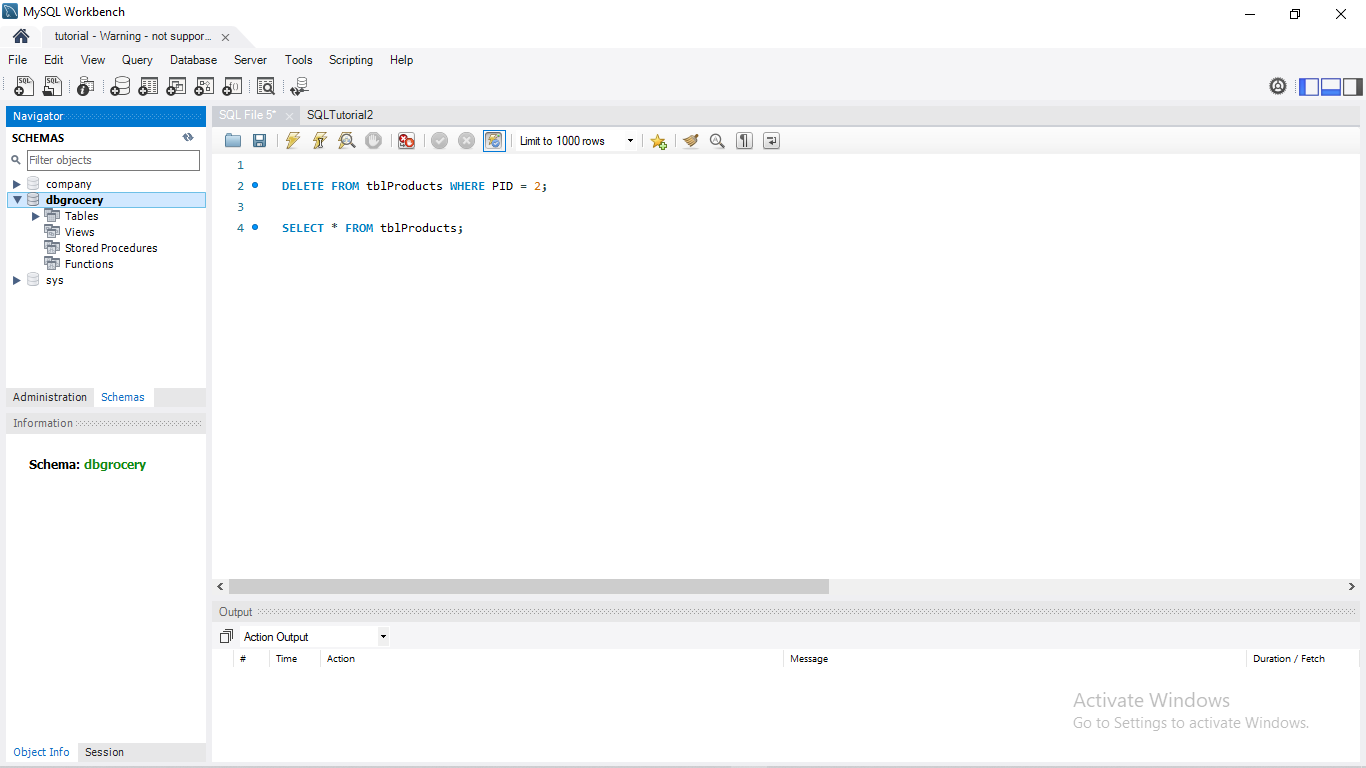 MySQL Workbench
tutorial - Warning - not suppor...
File Edit View Query Database Server Tools Scripting Help
Navigator
SCHEMAS
Filter objects
company
dbgrocery
Tables
Views
Stored Procedures
Functions
sys
Administration Schemas
Information
Schema: dbgrocery
Object Info Session
SQL File 5* SQLTutorial2
Limit to 1000 rows
1
2 DELETE FROM tblProducts WHERE PID = 2;
3
4 SELECT * FROM tblProducts;
Output
Action Output
# Time Action Message Duration / Fetch
Activate Windows
Go to Settings to activate Windows.